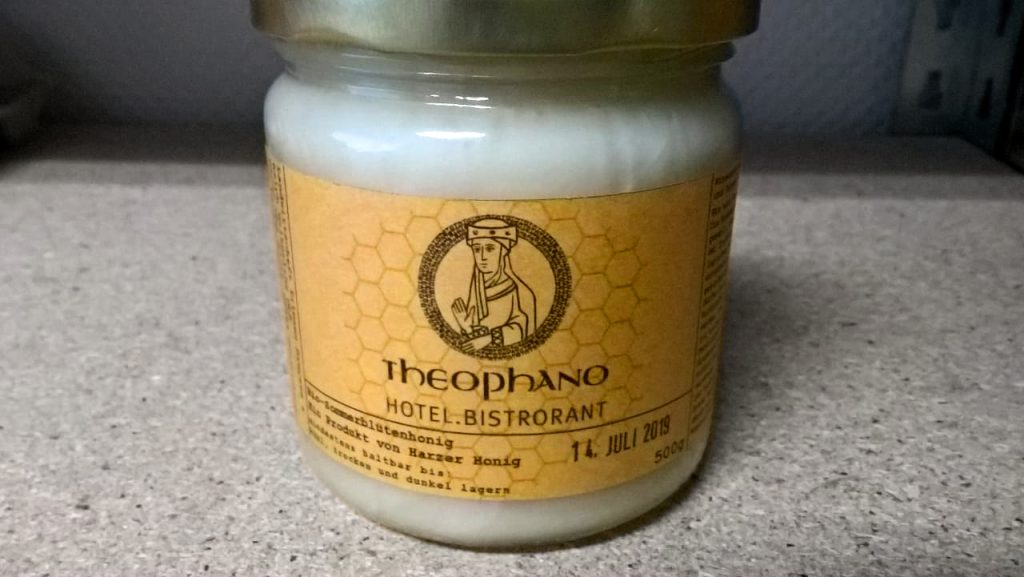 Theophano
HOTEL.BISTRORANT
Bio-Sommerblütenhonig
Ein Produkt von Harzer Honig
mindestens haltbar bis:
14. JULI 2019
trocken und dunkel lagern
500g